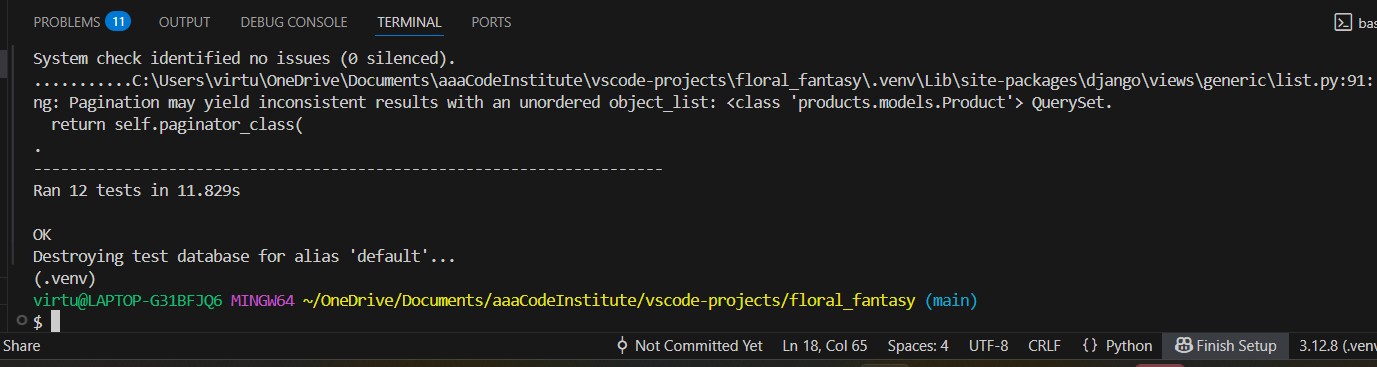 PROBLEMS 11 OUTPUT DEBUG CONSOLE TERMINAL PORTS bas
System check identified no issues (0 silenced).
...........C:\Users\virtu\OneDrive\Documents\aaaCodeInstitute\vscode-projects\floral_fantasy\.venv\Lib\site-packages\django\views\generic\list.py:91:
ng: Pagination may yield inconsistent results with an unordered object_list: <class 'products.models.Product'> QuerySet.
  return self.paginator_class(
.
----------------------------------------------------------------------
Ran 12 tests in 11.829s

OK
Destroying test database for alias 'default'...
(.venv)
virtu@LAPTOP-G31BFJQ6 MINGW64 ~/OneDrive/Documents/aaaCodeInstitute/vscode-projects/floral_fantasy (main)
$
Share Not Committed Yet Ln 18, Col 65 Spaces: 4 UTF-8 CRLF {} Python Finish Setup 3.12.8 (.venv